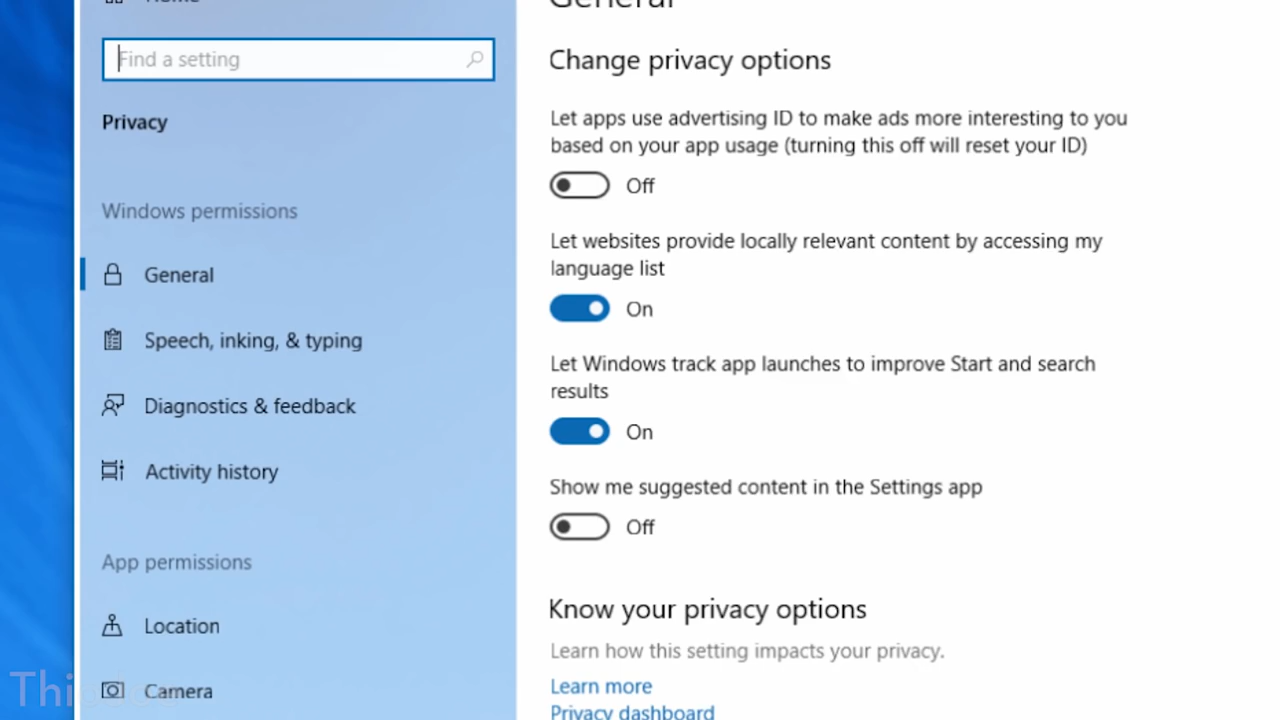 Home
Find a setting
Privacy
Windows permissions
General
Speech, inking, & typing
Diagnostics & feedback
Activity history
App permissions
Location
Camera
General
Change privacy options
Let apps use advertising ID to make ads more interesting to you
based on your app usage (turning this off will reset your ID)
Off
Let websites provide locally relevant content by accessing my
language list
On
Let Windows track app launches to improve Start and search
results
On
Show me suggested content in the Settings app
Off
Know your privacy options
Learn how this setting impacts your privacy.
Learn more
Privacy dashboard